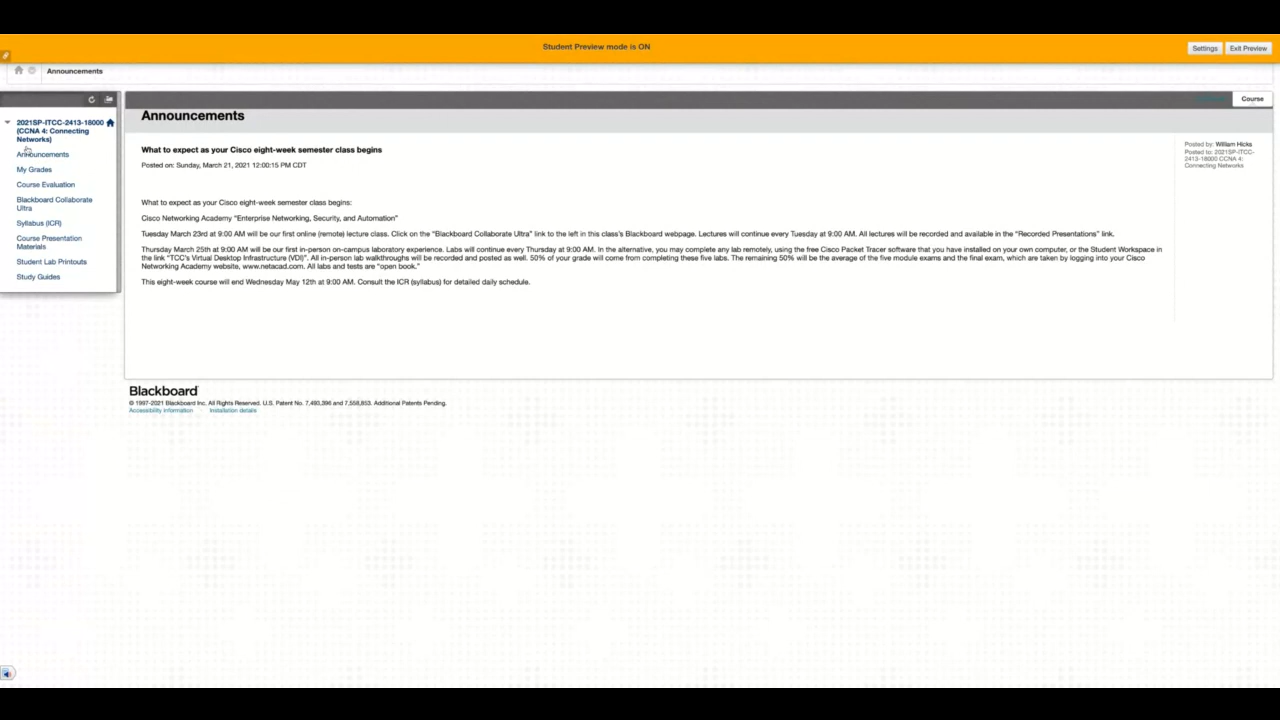 Student Preview mode is ON
Settings
Exit Preview
Announcements
Course
2021SP-ITCC-2413-18000
(CCNA 4: Connecting
Networks)
Announcements
My Grades
Course Evaluation
Blackboard Collaborate
Ultra
Syllabus (ICR)
Course Presentation
Materials
Student Lab Printouts
Study Guides
Announcements
What to expect as your Cisco eight-week semester class begins
Posted on: Sunday, March 21, 2021 12:00:15 PM CDT
Posted by: William Hicks
Posted to: 2021SP-ITCC-
2413-18000 CCNA 4:
Connecting Networks)
What to expect as your Cisco eight-week semester class begins:
Cisco Networking Academy "Enterprise Networking, Security, and Automation"
Tuesday March 23rd at 9:00 AM will be our first online (remote) lecture class. Click on the "Blackboard Collaborate Ultra" link to the left in this class's Blackboard webpage. Lectures will continue every Tuesday at 9:00 AM. All lectures will be recorded and available in the "Recorded Presentations" link.
Thursday March 25th at 9:00 AM will be our first in-person on-campus laboratory experience. Labs will continue every Thursday at 9:00 AM. In the alternative, you may complete any lab remotely, using the free Cisco Packet Tracer software that you have installed on your own computer, or the Student Workspace in
the link "TCC's Virtual Desktop Infrastructure (VDI)". All in-person lab walkthroughs will be recorded and posted as well. 50% of your grade will come from completing these five labs. The remaining 50% will be the average of the five module exams and the final exam, which are taken by logging into your Cisco
Networking Academy website, www.netacad.com. All labs and tests are "open book."
This eight-week course will end Wednesday May 12th at 9:00 AM. Consult the ICR (syllabus) for detailed daily schedule.
Blackboard
© 1997-2021 Blackboard Inc. All Rights Reserved. U.S. Patent No. 7,493,396 and 7,558,853. Additional Patents Pending.
Accessibility information
Installation details